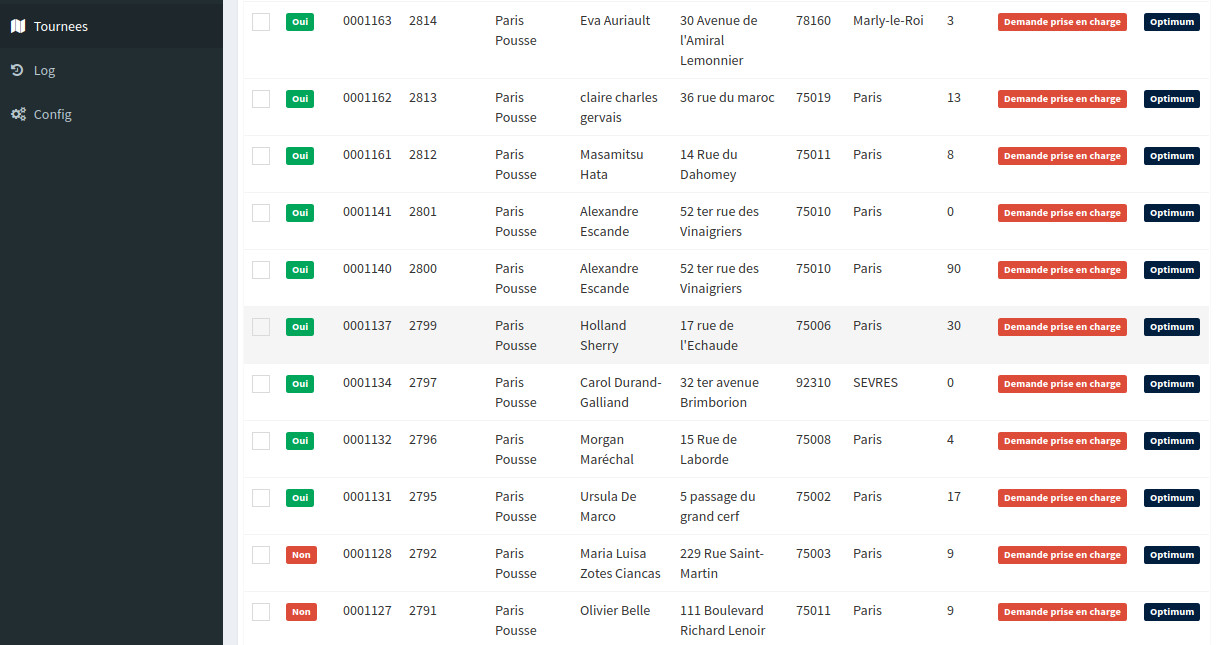 Tournees
Log
Config
Oui 0001163 2814 Paris Pousse Eva Auriault 30 Avenue de l'Amiral Lemonnier 78160 Marly-le-Roi 3 Demande prise en charge Optimum
Oui 0001162 2813 Paris Pousse claire charles gervais 36 rue du maroc 75019 Paris 13 Demande prise en charge Optimum
Oui 0001161 2812 Paris Pousse Masamitsu Hata 14 Rue du Dahomey 75011 Paris 8 Demande prise en charge Optimum
Oui 0001141 2801 Paris Pousse Alexandre Escande 52 ter rue des Vinaigriers 75010 Paris 0 Demande prise en charge Optimum
Oui 0001140 2800 Paris Pousse Alexandre Escande 52 ter rue des Vinaigriers 75010 Paris 90 Demande prise en charge Optimum
Oui 0001137 2799 Paris Pousse Holland Sherry 17 rue de l'Echaude 75006 Paris 30 Demande prise en charge Optimum
Oui 0001134 2797 Paris Pousse Carol Durand-Galliand 32 ter avenue Brimborion 92310 SEVRES 0 Demande prise en charge Optimum
Oui 0001132 2796 Paris Pousse Morgan Maréchal 15 Rue de Laborde 75008 Paris 4 Demande prise en charge Optimum
Oui 0001131 2795 Paris Pousse Ursula De Marco 5 passage du grand cerf 75002 Paris 17 Demande prise en charge Optimum
Non 0001128 2792 Paris Pousse Maria Luisa Zotes Ciancas 229 Rue Saint-Martin 75003 Paris 9 Demande prise en charge Optimum
Non 0001127 2791 Paris Pousse Olivier Belle 111 Boulevard Richard Lenoir 75011 Paris 9 Demande prise en charge Optimum